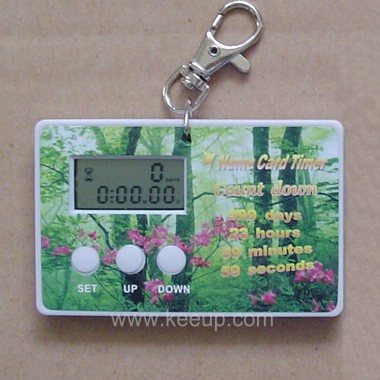 Name Card Timer
Count down
0 DAYS
0:00.00
999 days
23 hours
59 minutes
59 seconds
SET UP DOWN
www.keeup.com